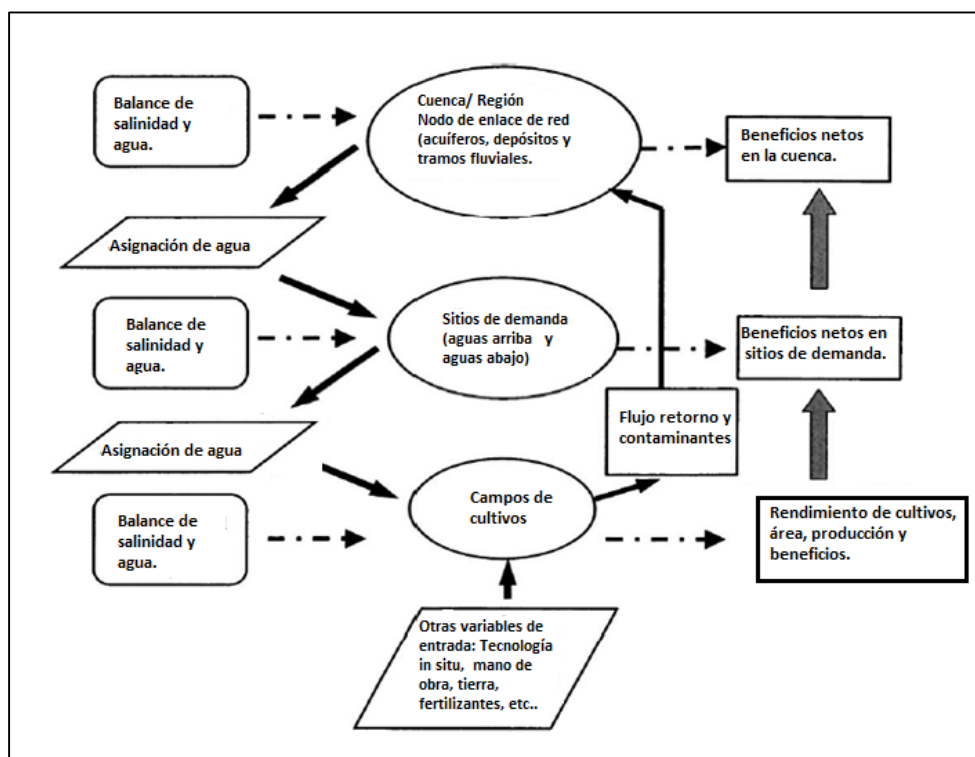 Balance de
salinidad y
agua.
Cuenca/ Región
Nodo de enlace de red
(acuíferos, depósitos y
tramos fluviales.
Beneficios netos
en la cuenca.
Asignación de agua
Balance de
salinidad y
agua.
Sitios de demanda
(aguas arriba y
aguas abajo)
Beneficios netos en
sitios de demanda.
Flujo retorno y
contaminantes
Asignación de agua
Balance de
salinidad y
agua.
Campos de
cultivos
Rendimiento de cultivos,
área, producción y
beneficios.
Otras variables de
entrada: Tecnología
in situ, mano de
obra, tierra,
fertilizantes, etc..